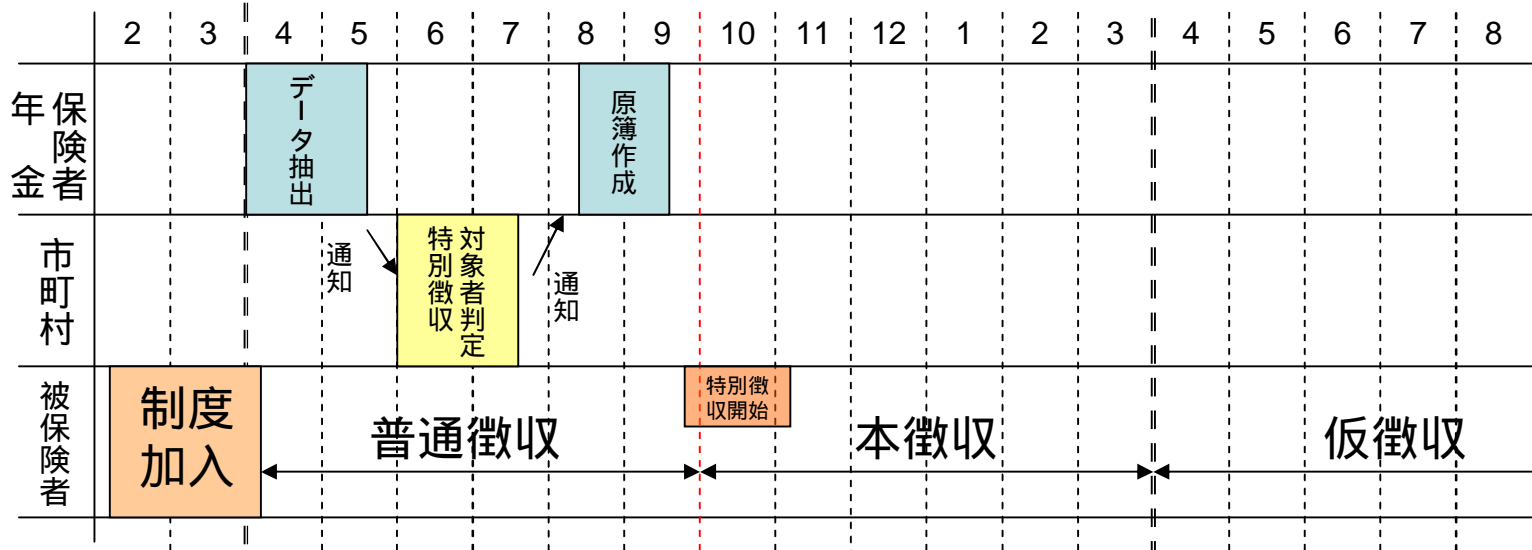 2 3 4 5 6 7 8 9 10 11 12 1 2 3 4 5 6 7 8
年金
保険者
データ抽出
原簿作成
市町村
通知
対象者判定
特別徴収
通知
被保険者
制度
加入
普通徴収
特別徴
収開始
本徴収
仮徴収